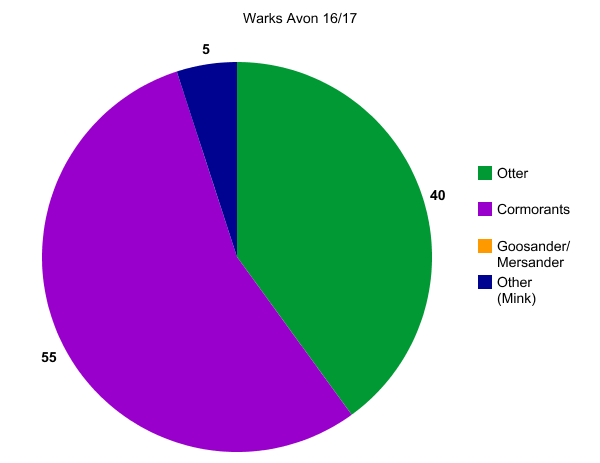 Warks Avon 16/17
5
40
55
Otter
Cormorants
Goosander/
Mersander
Other
(Mink)